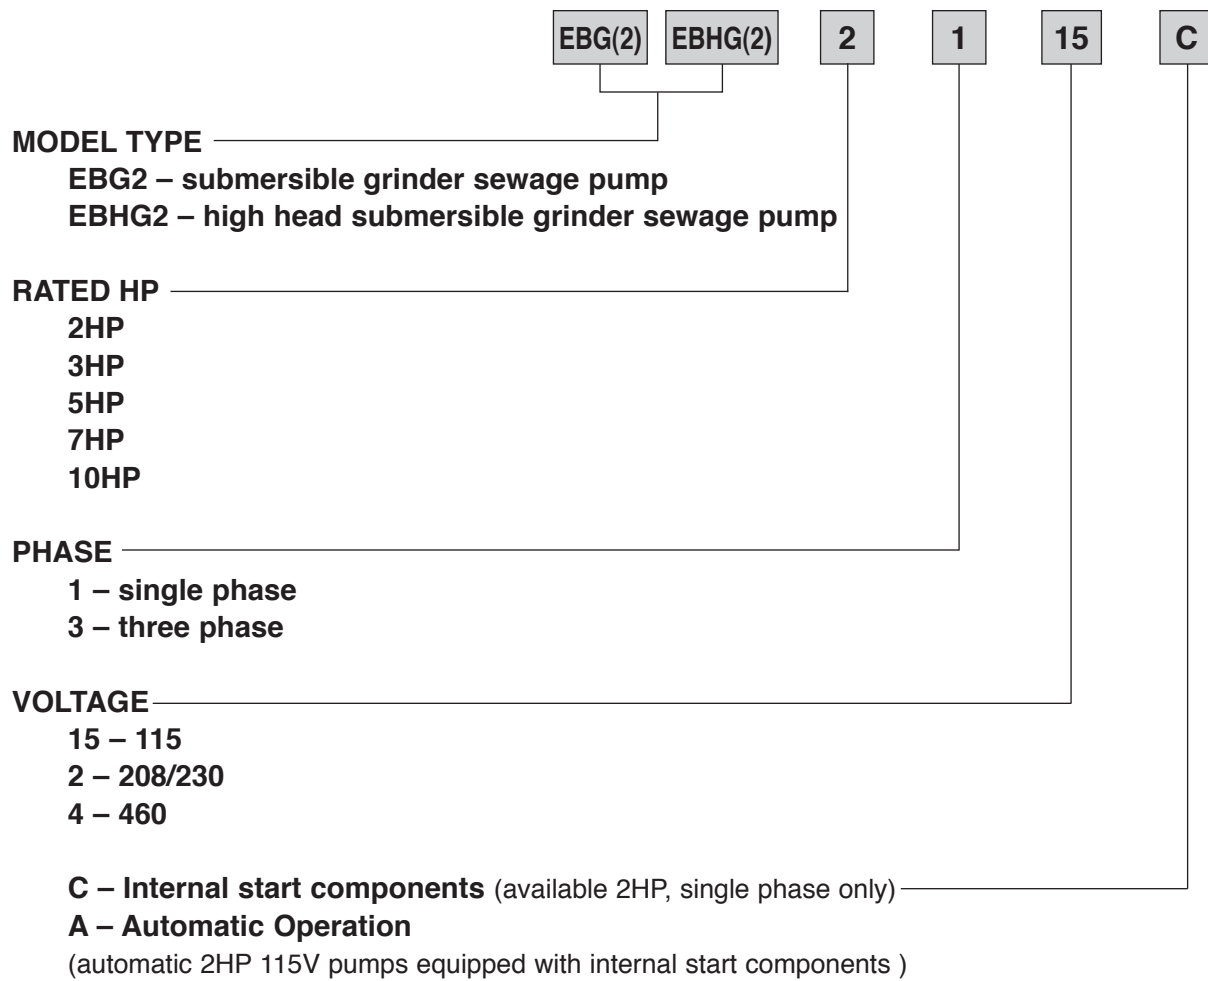 EBG(2) EBHG(2) 2 1 15 C
MODEL TYPE
EBG2 – submersible grinder sewage pump
EBHG2 – high head submersible grinder sewage pump
RATED HP
2HP
3HP
5HP
7HP
10HP
PHASE
1 – single phase
3 – three phase
VOLTAGE
15 – 115
2 – 208/230
4 – 460
C – Internal start components (available 2HP, single phase only)
A – Automatic Operation
(automatic 2HP 115V pumps equipped with internal start components )